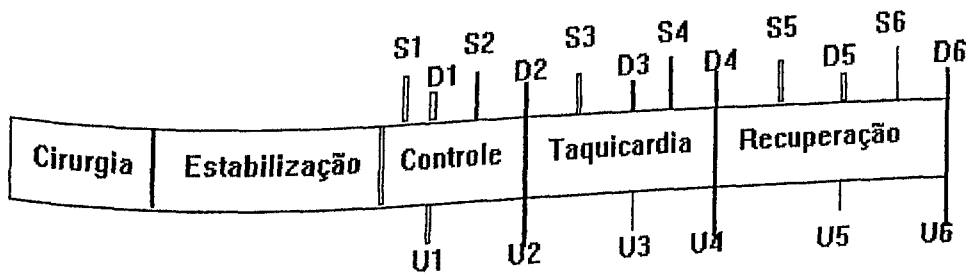 S1 S2 S3 S4 S5 S6
D1 D2 D3 D4 D5 D6
Cirurgia Estabilização Controle Taquicardia Recuperação
U1 U2 U3 U4 U5 U6